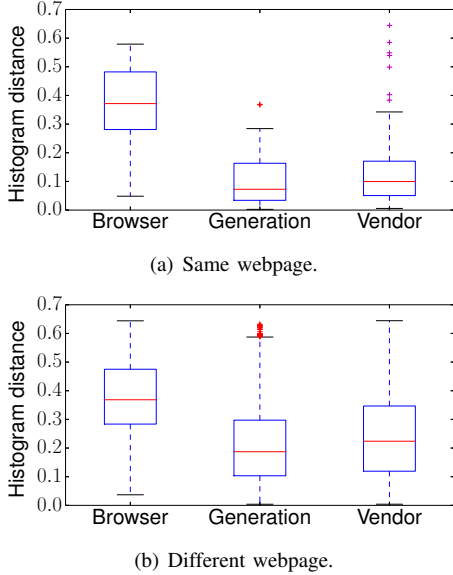 Histogram distance
0.7
0.6
0.5
0.4
0.3
0.2
0.1
0.0
Browser Generation Vendor
(a) Same webpage.
Histogram distance
0.7
0.6
0.5
0.4
0.3
0.2
0.1
0.0
Browser Generation Vendor
(b) Different webpage.